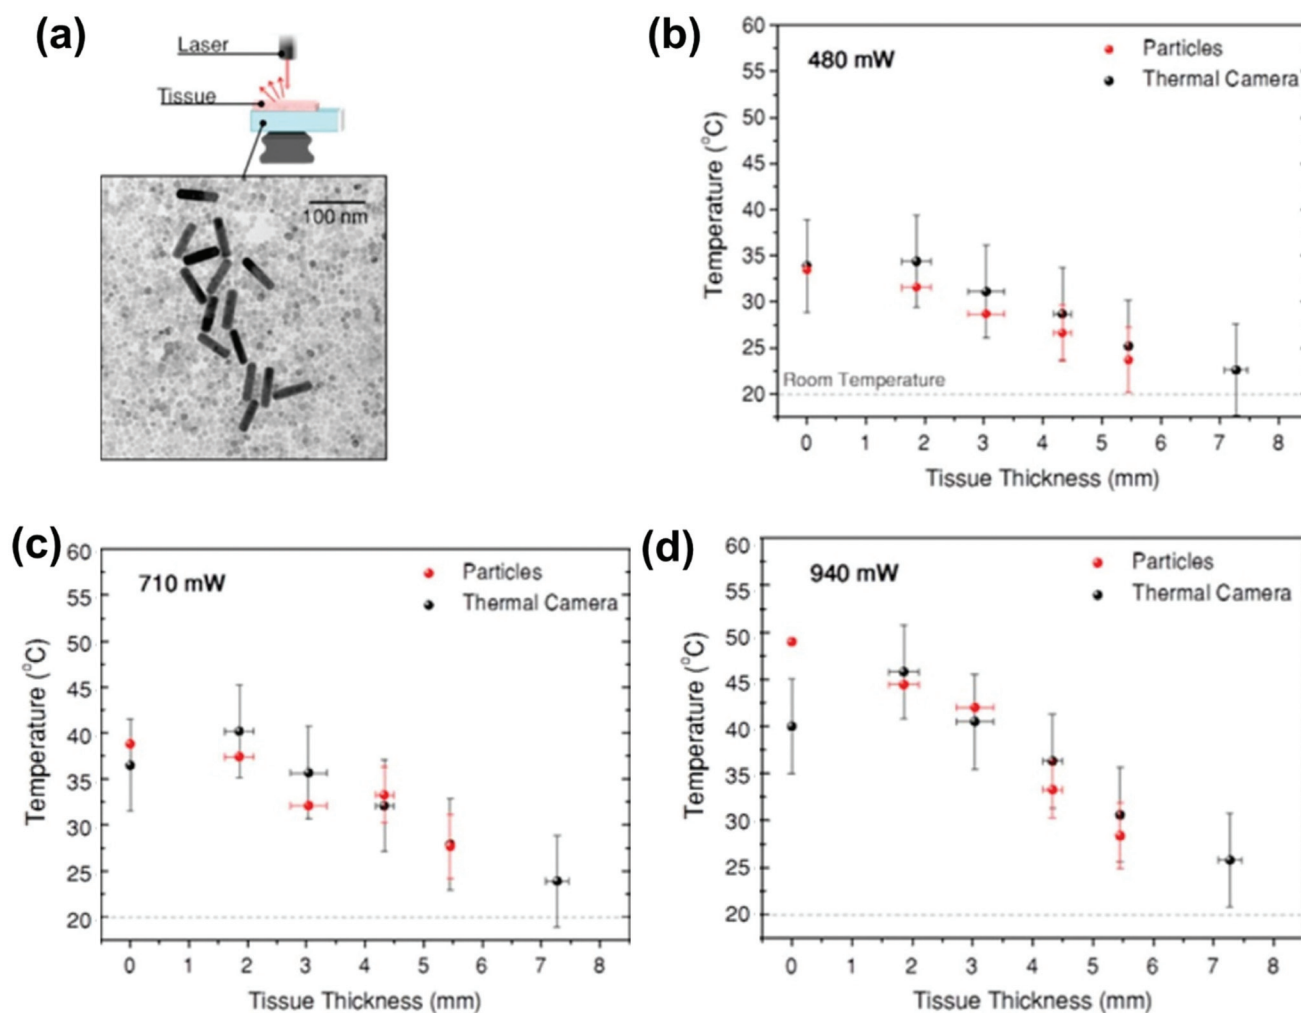 (a)
Laser
Tissue
100 nm
(b)
480 mW
Particles
Thermal Camera
Room Temperature
Temperature (°C)
60
55
50
45
40
35
30
25
20
0 1 2 3 4 5 6 7 8
Tissue Thickness (mm)
(c)
710 mW
Particles
Thermal Camera
Temperature (°C)
60
55
50
45
40
35
30
25
20
0 1 2 3 4 5 6 7 8
Tissue Thickness (mm)
(d)
940 mW
Particles
Thermal Camera
Temperature (°C)
60
55
50
45
40
35
30
25
20
0 1 2 3 4 5 6 7 8
Tissue Thickness (mm)